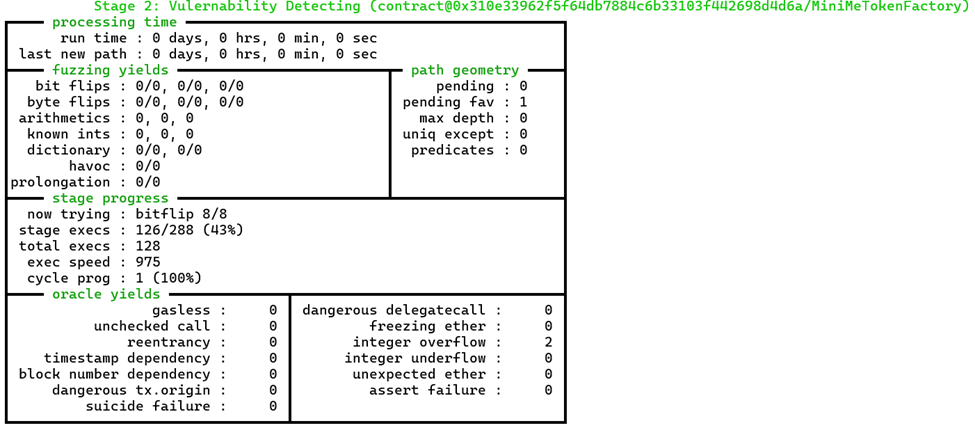 Stage 2: Vulernability Detecting (contract@0x310e33962f5f64db7884c6b33103f442698d4d6a/MiniMeTokenFactory)
processing time
run time : 0 days, 0 hrs, 0 min, 0 sec
last new path : 0 days, 0 hrs, 0 min, 0 sec
fuzzing yields
bit flips : 0/0, 0/0, 0/0
byte flips : 0/0, 0/0, 0/0
arithmetics : 0, 0, 0
known ints : 0, 0, 0
dictionary : 0/0, 0/0
havoc : 0/0
prolongation : 0/0
path geometry
pending : 0
pending fav : 1
max depth : 0
uniq except : 0
predicates : 0
stage progress
now trying : bitflip 8/8
stage execs : 126/288 (43%)
total execs : 128
exec speed : 975
cycle prog : 1 (100%)
oracle yields
gasless : 0
unchecked call : 0
reentrancy : 0
timestamp dependency : 0
block number dependency : 0
dangerous tx.origin : 0
suicide failure : 0
dangerous delegatecall : 0
freezing ether : 0
integer overflow : 2
integer underflow : 0
unexpected ether : 0
assert failure : 0